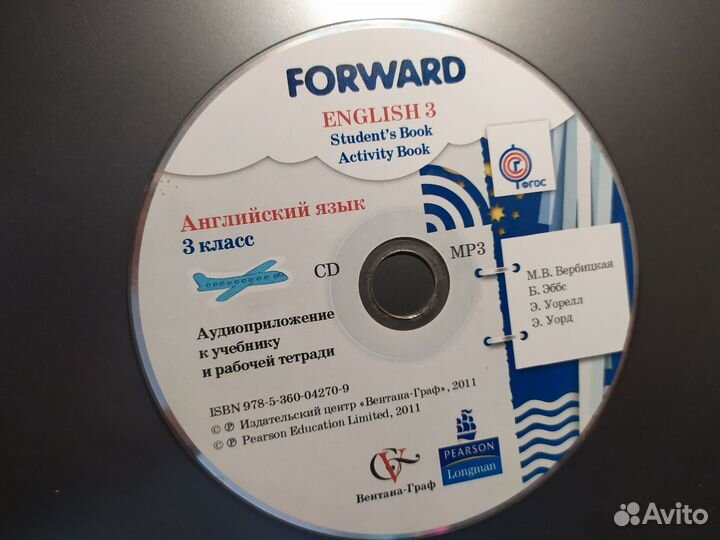 FORWARD
ENGLISH 3
Student's Book
Activity Book
ФГОС
Английский язык
3 класс
CD
MP3
М.В. Вербицкая
Б. Эббс
Э. Уорелл
Э. Уорд
Аудиоприложение
к учебнику
и рабочей тетради
ISBN 978-5-360-04270-9
© ℗ Издательский центр «Вентана-Граф», 2011
© ℗ Pearson Education Limited, 2011
Вентана-Граф
PEARSON
Longman
Avito